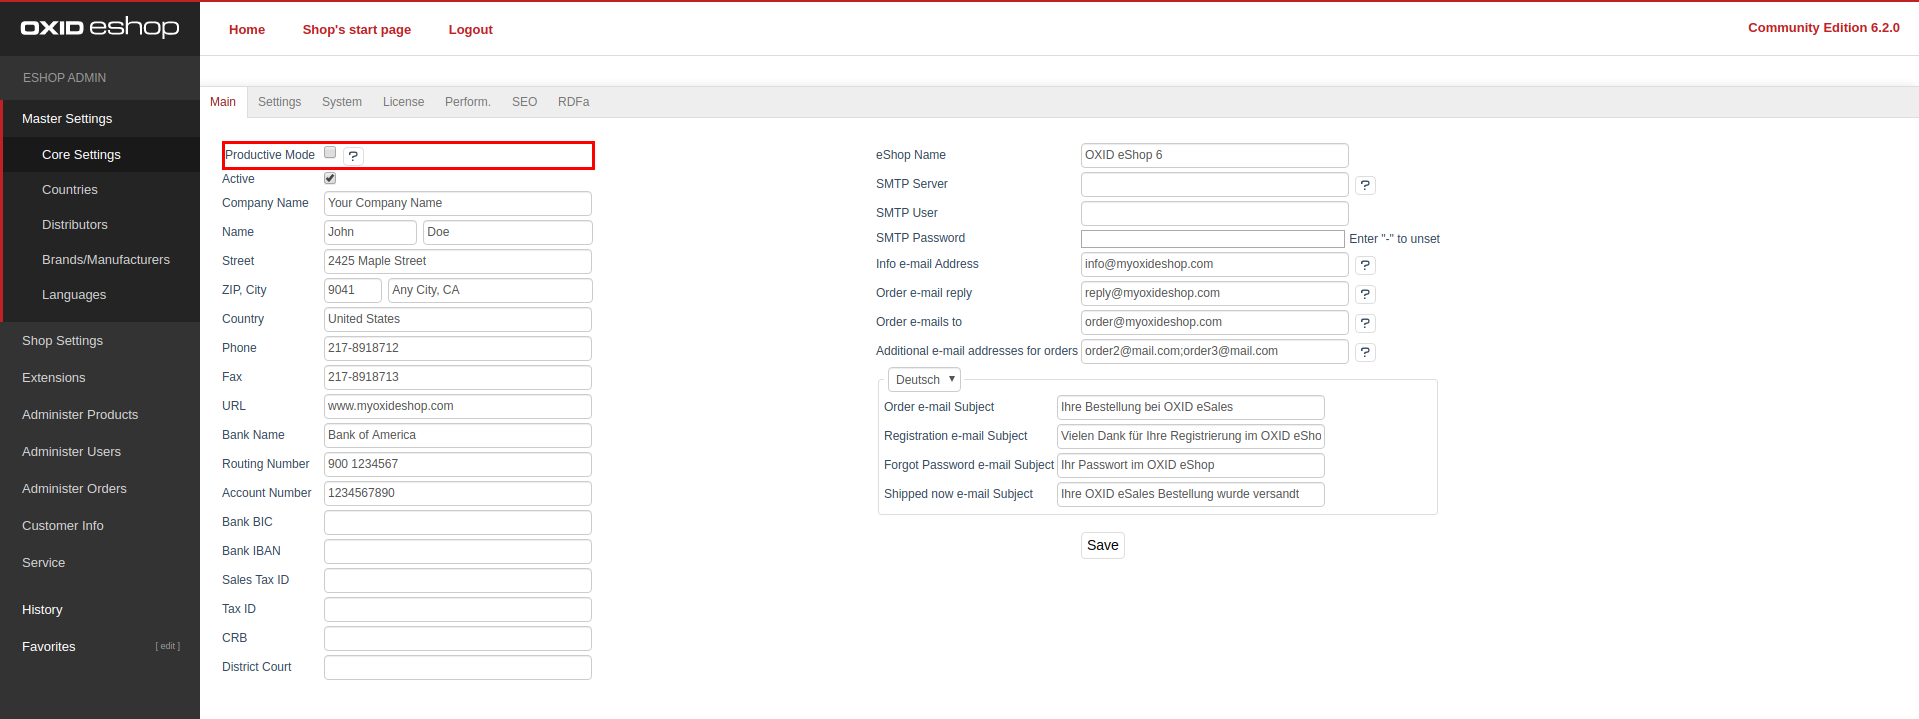 OXID eshop
Home Shop's start page Logout
Community Edition 6.2.0
ESHOP ADMIN
Master Settings
Core Settings
Countries
Distributors
Brands/Manufacturers
Languages
Shop Settings
Extensions
Administer Products
Administer Users
Administer Orders
Customer Info
Service
History
Favorites [ edit ]
Main Settings System License Perform. SEO RDFa
Productive Mode ?
Active
Company Name Your Company Name
Name John Doe
Street 2425 Maple Street
ZIP, City 9041 Any City, CA
Country United States
Phone 217-8918712
Fax 217-8918713
URL www.myoxideshop.com
Bank Name Bank of America
Routing Number 900 1234567
Account Number 1234567890
Bank BIC
Bank IBAN
Sales Tax ID
Tax ID
CRB
District Court
eShop Name OXID eShop 6
SMTP Server ?
SMTP User
SMTP Password Enter "-" to unset
Info e-mail Address info@myoxideshop.com ?
Order e-mail reply reply@myoxideshop.com ?
Order e-mails to order@myoxideshop.com ?
Additional e-mail addresses for orders order2@mail.com;order3@mail.com ?
Deutsch
Order e-mail Subject Ihre Bestellung bei OXID eSales
Registration e-mail Subject Vielen Dank für Ihre Registrierung im OXID eSho
Forgot Password e-mail Subject Ihr Passwort im OXID eShop
Shipped now e-mail Subject Ihre OXID eSales Bestellung wurde versandt
Save